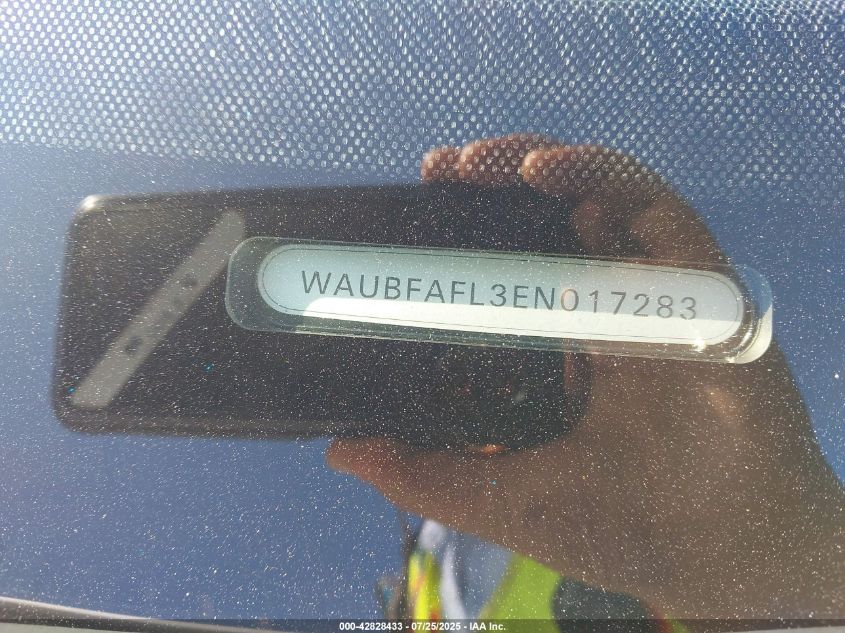 WAUBFAFL3EN017283
000-42828433 - 07/25/2025 - IAA Inc.